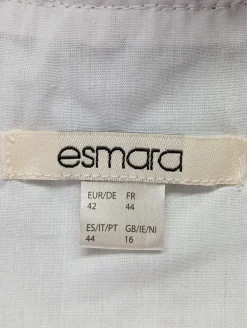 esmara
EUR/DE FR
42 44
ES/IT/PT GB/IE/NI
44 16